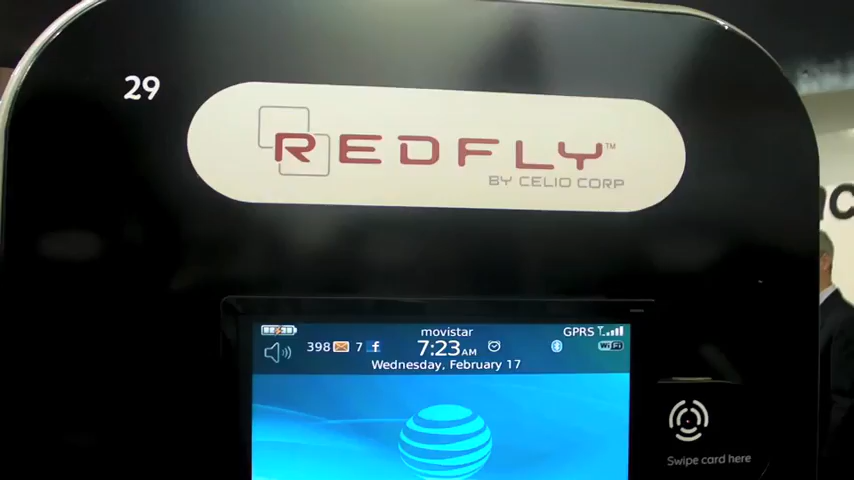 29
REDFLY™
BY CELIO CORP
movistar
GPRS
398 7 f
7:23AM
WiFi
Wednesday, February 17
Swipe card here